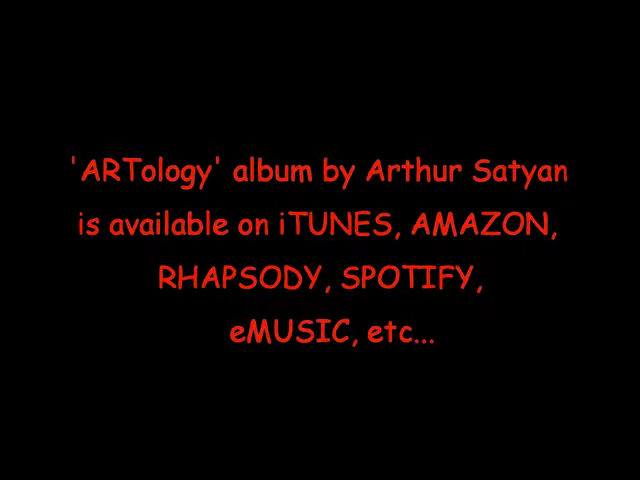 'ARTology' album by Arthur Satyan
is available on iTUNES, AMAZON,
RHAPSODY, SPOTIFY,
eMUSIC, etc...